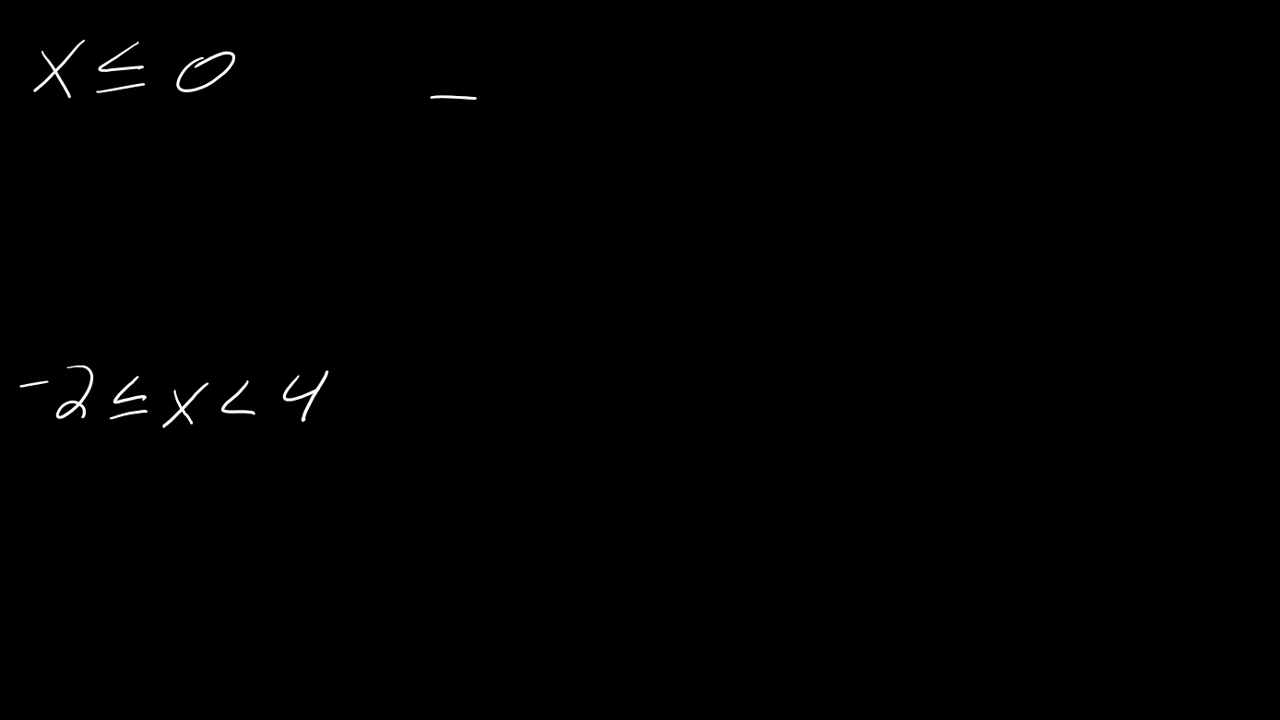 x ≤ 0 —
-2 ≤ x < 4